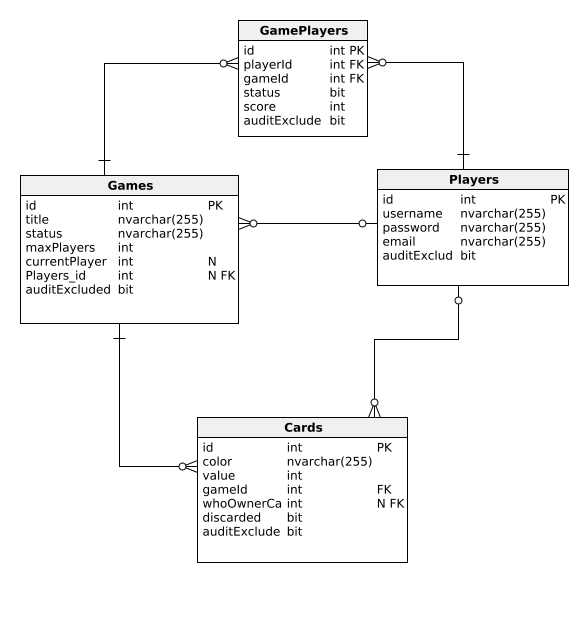 GamePlayers
id int PK
playerId int FK
gameId int FK
status bit
score int
auditExclude bit
Games
id int PK
title nvarchar(255)
status nvarchar(255)
maxPlayers int
currentPlayer int N
Players_id int N FK
auditExcluded bit
Players
id int PK
username nvarchar(255)
password nvarchar(255)
email nvarchar(255)
auditExclud bit
Cards
id int PK
color nvarchar(255)
value int
gameId int FK
whoOwnerCa int N FK
discarded bit
auditExclude bit